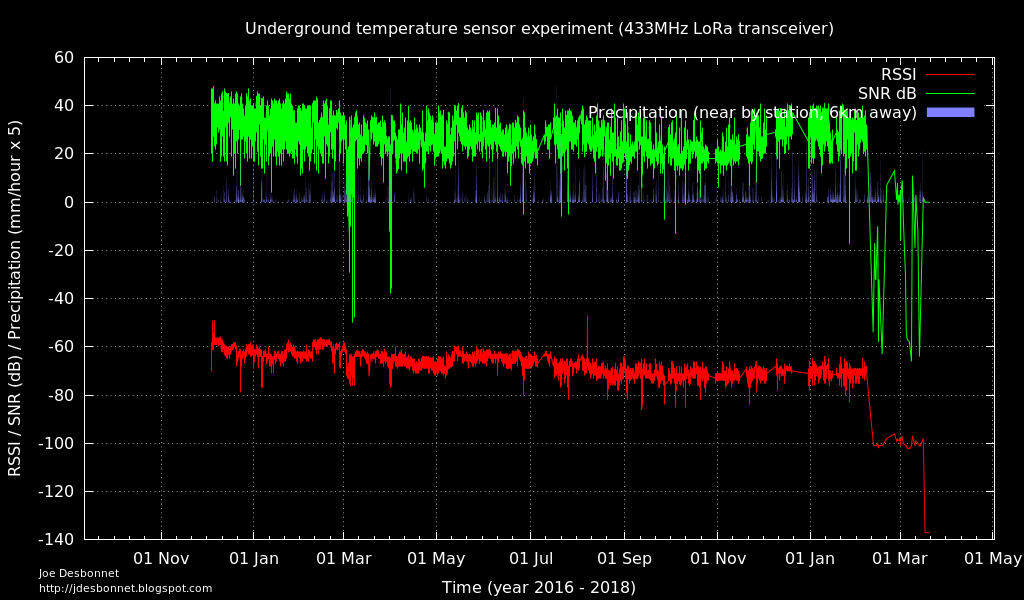 Underground temperature sensor experiment (433MHz LoRa transceiver)
RSSI
SNR dB
Precipitation (near by station, 6km away)
RSSI / SNR (dB) / Precipitation (mm/hour x 5)
60
40
20
0
-20
-40
-60
-80
-100
-120
-140
01 Nov 01 Jan 01 Mar 01 May 01 Jul 01 Sep 01 Nov 01 Jan 01 Mar 01 May
Time (year 2016 - 2018)
Joe Desbonnet
http://jdesbonnet.blogspot.com